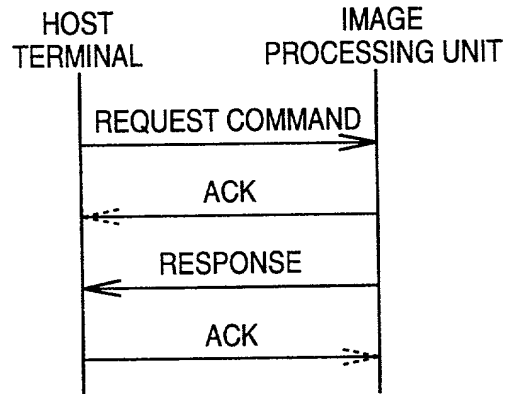 HOST
TERMINAL
IMAGE
PROCESSING UNIT
REQUEST COMMAND
ACK
RESPONSE
ACK